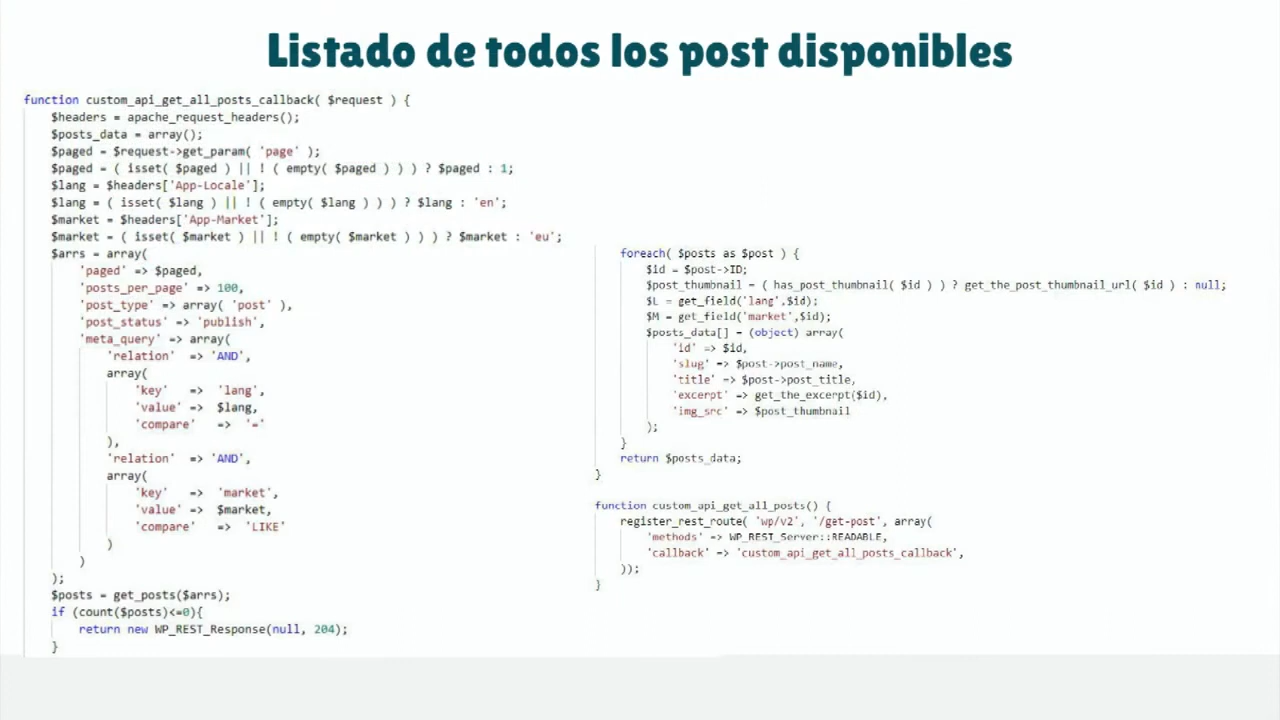 Listado de todos los post disponibles
function custom_api_get_all_posts_callback( $request ) {
$headers = apache_request_headers();
$posts_data = array();
$paged = $request->get_param( 'page' );
$paged = ( isset( $paged ) || ! ( empty( $paged ) ) ) ? $paged : 1;
$lang = $headers['App-Locale'];
$lang = ( isset( $lang ) || ! ( empty( $lang ) ) ) ? $lang : 'en';
$market = $headers['App-Market'];
$market = ( isset( $market ) || ! ( empty( $market ) ) ) ? $market : 'eu';
$arrs = array(
'paged' => $paged,
'posts_per_page' => 100,
'post_type' => array( 'post' ),
'post_status' => 'publish',
'meta_query' => array(
'relation' => 'AND',
array(
'key' => 'lang',
'value' => $lang,
'compare' => '='
),
'relation' => 'AND',
array(
'key' => 'market',
'value' => $market,
'compare' => 'LIKE'
)
)
);
$posts = get_posts($arrs);
if (count($posts)<=0){
return new WP_REST_Response(null, 204);
}
foreach( $posts as $post ) {
$id = $post->ID;
$post_thumbnail = ( has_post_thumbnail( $id ) ) ? get_the_post_thumbnail_url( $id ) : null;
$L = get_field('lang',$id);
$M = get_field('market',$id);
$posts_data[] = (object) array(
'id' => $id,
'slug' => $post->post_name,
'title' => $post->post_title,
'excerpt' => get_the_excerpt($id),
'img_src' => $post_thumbnail
);
}
return $posts_data;
}
function custom_api_get_all_posts() {
register_rest_route( 'wp/v2', '/get-post', array(
'methods' => WP_REST_Server::READABLE,
'callback' => 'custom_api_get_all_posts_callback',
));
}